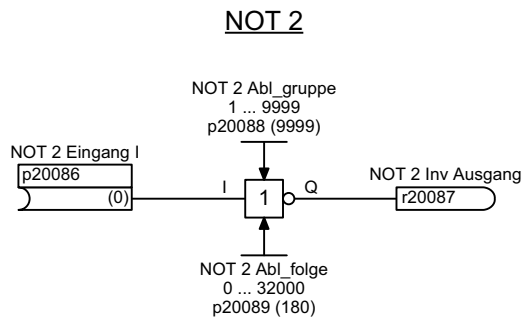 NOT 2
NOT 2 Abl_gruppe
1 ... 9999
p20088 (9999)
NOT 2 Eingang I
p20086
(0)
I
1
Q
NOT 2 Inv Ausgang
r20087
NOT 2 Abl_folge
0 ... 32000
p20089 (180)